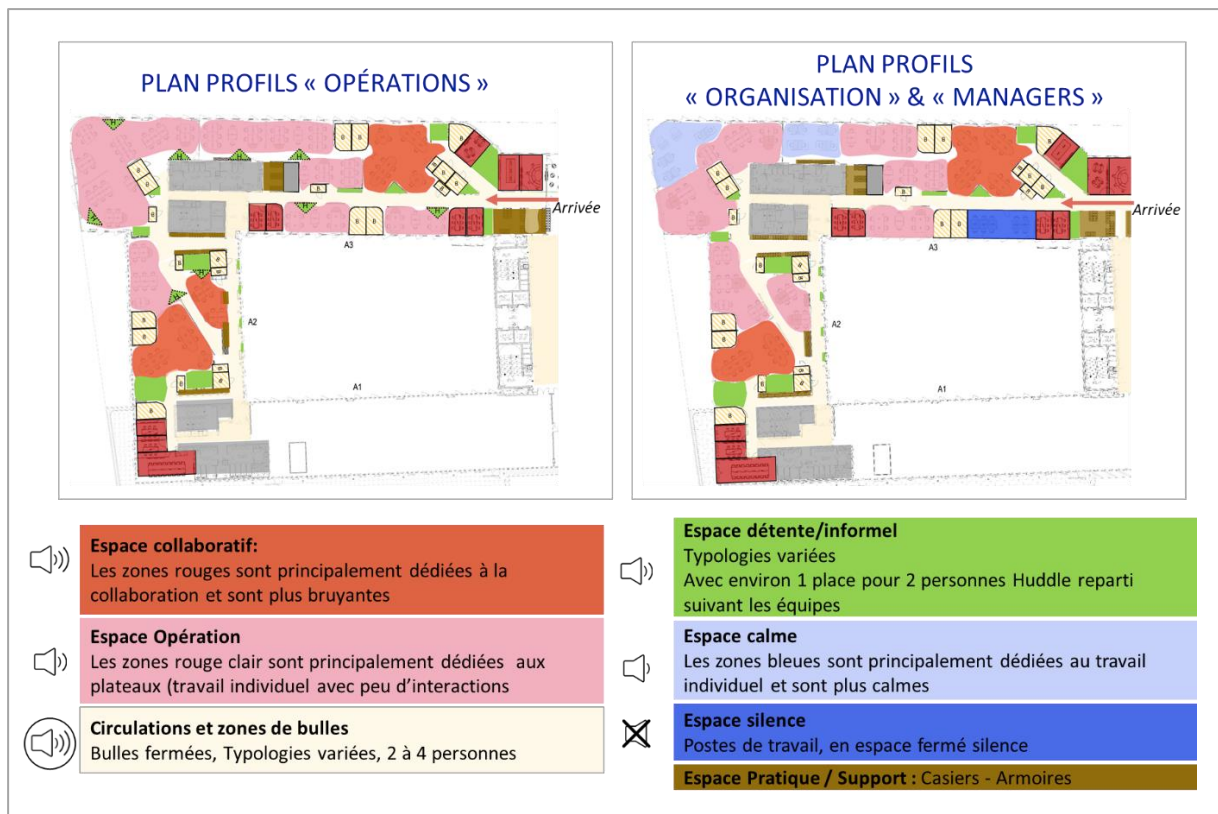 PLAN PROFILS « OPÉRATIONS »
PLAN PROFILS
« ORGANISATION » & « MANAGERS »
Arrivée
A3
A2
A1
Arrivée
A3
A2
A1
Espace collaboratif:
Les zones rouges sont principalement dédiées à la
collaboration et sont plus bruyantes
Espace Opération
Les zones rouge clair sont principalement dédiées aux
plateaux (travail individuel avec peu d'interactions
Circulations et zones de bulles
Bulles fermées, Typologies variées, 2 à 4 personnes
Espace détente/informel
Typologies variées
Avec environ 1 place pour 2 personnes Huddle reparti
suivant les équipes
Espace calme
Les zones bleues sont principalement dédiées au travail
individuel et sont plus calmes
Espace silence
Postes de travail, en espace fermé silence
Espace Pratique / Support : Casiers - Armoires